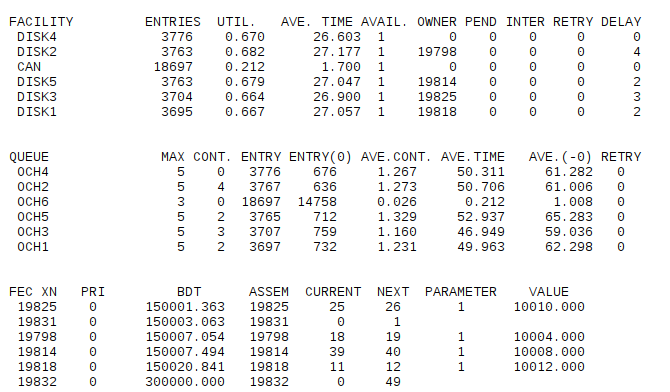 FACILITY ENTRIES UTIL. AVE. TIME AVAIL. OWNER PEND INTER RETRY DELAY
DISK4 3776 0.670 26.603 1 0 0 0 0 0
DISK2 3763 0.682 27.177 1 19798 0 0 0 4
CAN 18697 0.212 1.700 1 0 0 0 0 0
DISK5 3763 0.679 27.047 1 19814 0 0 0 2
DISK3 3704 0.664 26.900 1 19825 0 0 0 3
DISK1 3695 0.667 27.057 1 19818 0 0 0 2
QUEUE MAX CONT. ENTRY ENTRY(0) AVE.CONT. AVE.TIME AVE.(-0) RETRY
OCH4 5 0 3776 676 1.267 50.311 61.282 0
OCH2 5 4 3767 636 1.273 50.706 61.006 0
OCH6 3 0 18697 14758 0.026 0.212 1.008 0
OCH5 5 2 3765 712 1.329 52.937 65.283 0
OCH3 5 3 3707 759 1.160 46.949 59.036 0
OCH1 5 2 3697 732 1.231 49.963 62.298 0
FEC XN PRI BDT ASSEM CURRENT NEXT PARAMETER VALUE
19825 0 150001.363 19825 25 26 1 10010.000
19831 0 150003.063 19831 0 1
19798 0 150007.054 19798 18 19 1 10004.000
19814 0 150007.494 19814 39 40 1 10008.000
19818 0 150020.841 19818 11 12 1 10012.000
19832 0 300000.000 19832 0 49